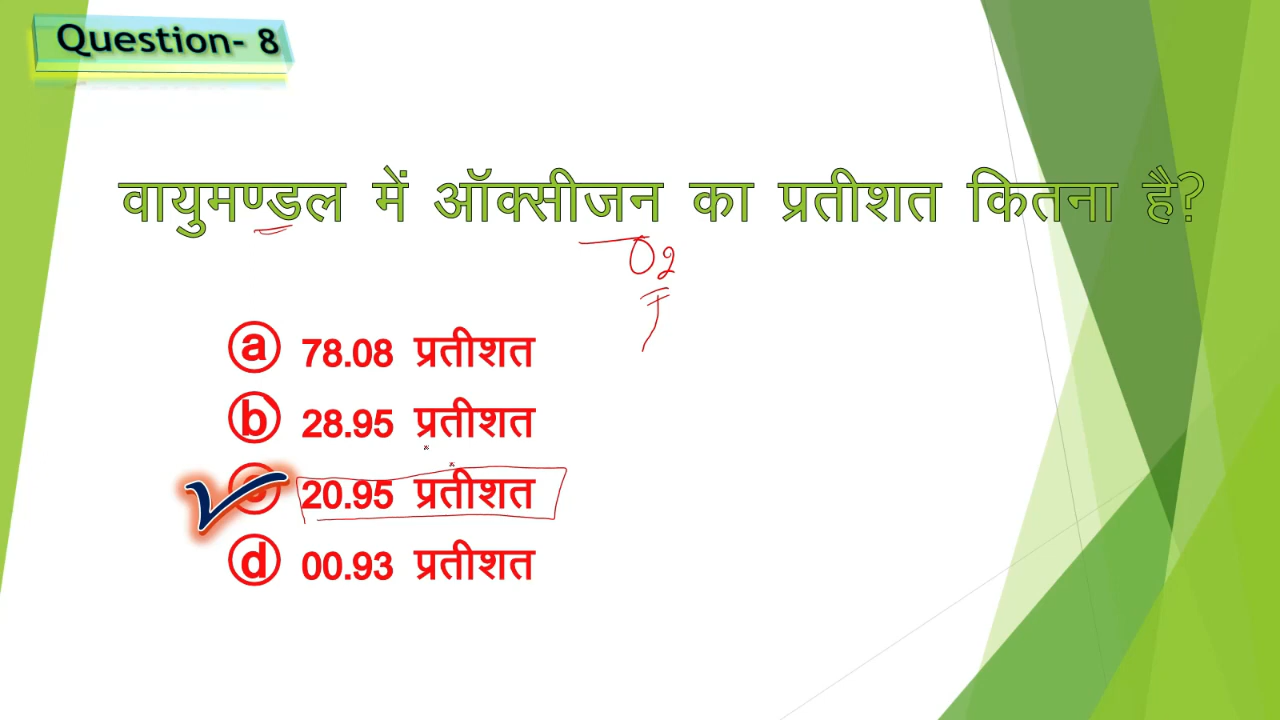 Question- 8
वायुमण्डल में ऑक्सीजन का प्रतीशत कितना है?
O2
a 78.08 प्रतीशत
b 28.95 प्रतीशत
c 20.95 प्रतीशत
d 00.93 प्रतीशत